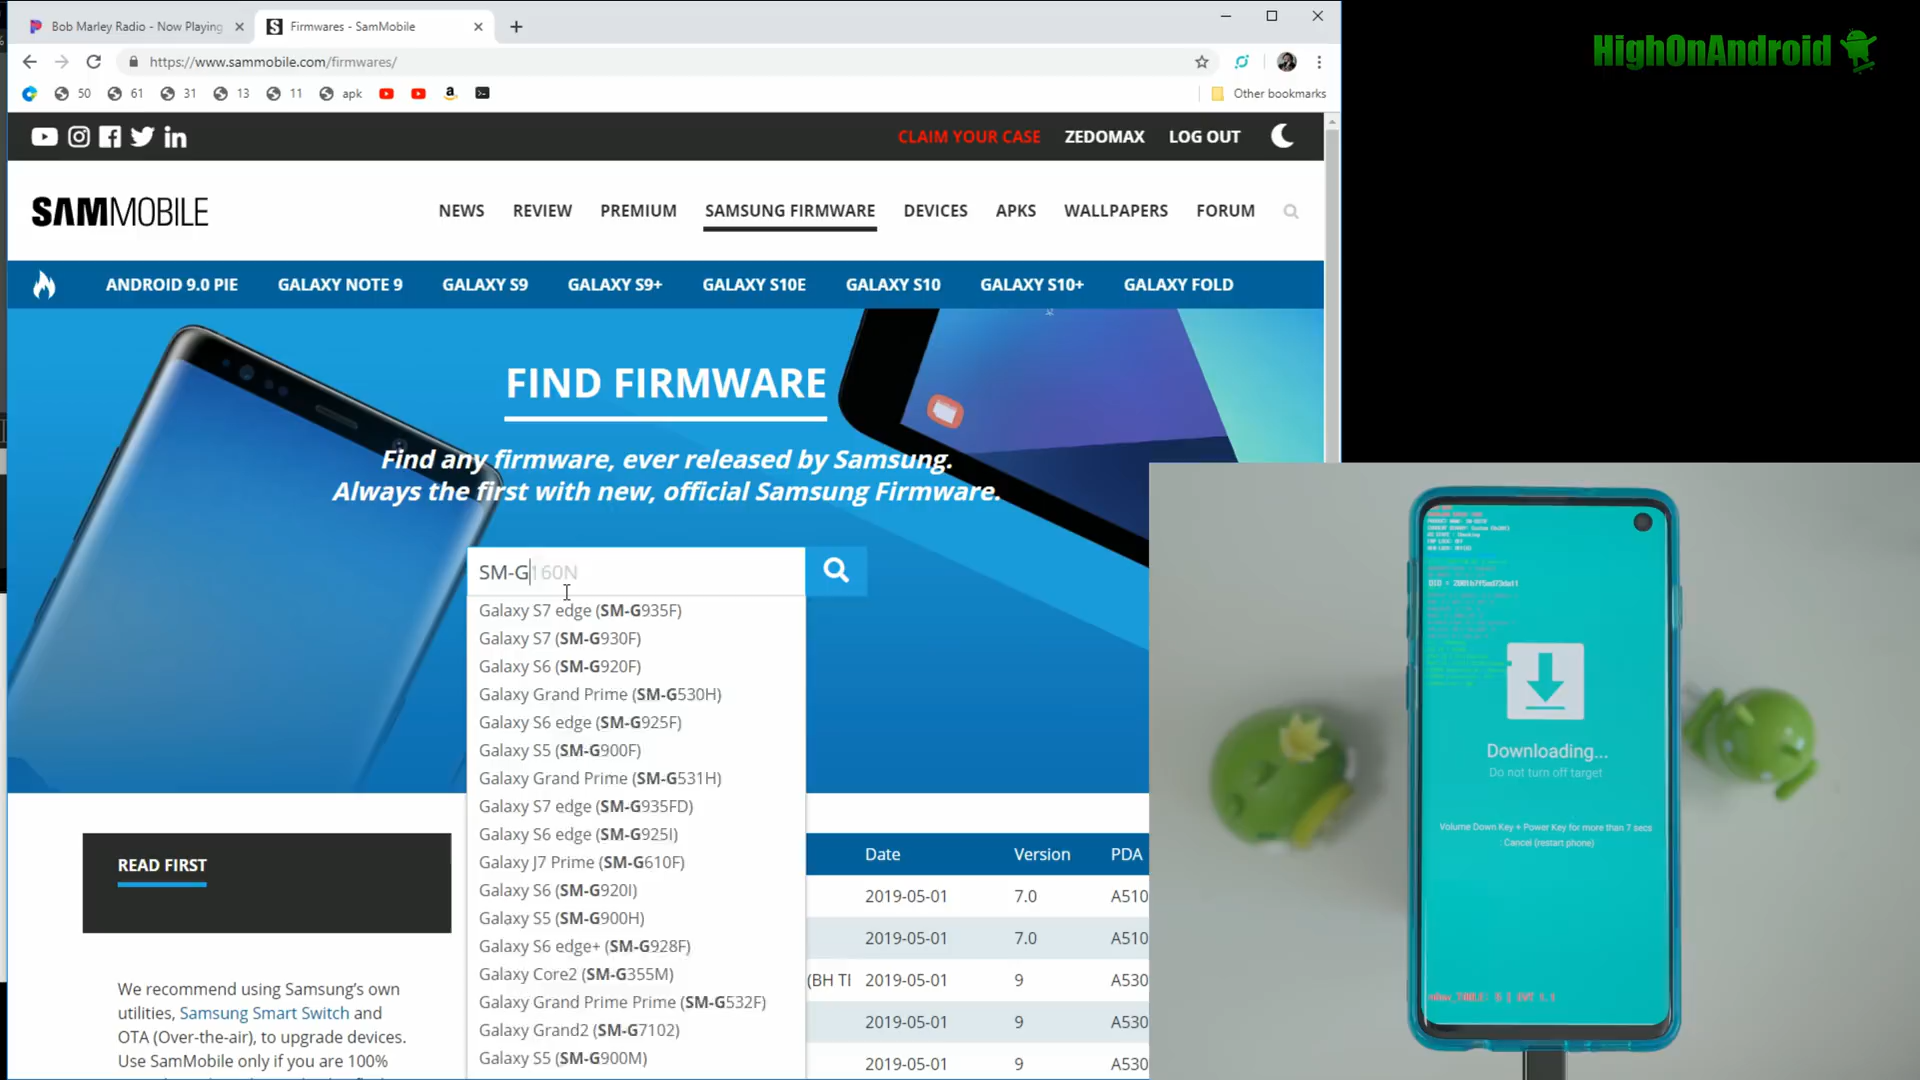 Bob Marley Radio - Now Playing
Firmwares - SamMobile
HighOnAndroid
https://www.sammobile.com/firmwares/
50 61 31 13 11 apk
Other bookmarks
CLAIM YOUR CASE ZEDOMAX LOG OUT
SAMMOBILE
NEWS REVIEW PREMIUM SAMSUNG FIRMWARE DEVICES APKS WALLPAPERS FORUM
ANDROID 9.0 PIE GALAXY NOTE 9 GALAXY S9 GALAXY S9+ GALAXY S10E GALAXY S10 GALAXY S10+ GALAXY FOLD
FIND FIRMWARE
Find any firmware, ever released by Samsung.
Always the first with new, official Samsung Firmware.
SM-G160N
Galaxy S7 edge (SM-G935F)
Galaxy S7 (SM-G930F)
Galaxy S6 (SM-G920F)
Galaxy Grand Prime (SM-G530H)
Galaxy S6 edge (SM-G925F)
Galaxy S5 (SM-G900F)
Galaxy Grand Prime (SM-G531H)
Galaxy S7 edge (SM-G935FD)
Galaxy S6 edge (SM-G925I)
Galaxy J7 Prime (SM-G610F)
Galaxy S6 (SM-G920I)
Galaxy S5 (SM-G900H)
Galaxy S6 edge+ (SM-G928F)
Galaxy Core2 (SM-G355M)
Galaxy Grand Prime Prime (SM-G532F)
Galaxy Grand2 (SM-G7102)
Galaxy S5 (SM-G900M)
READ FIRST
We recommend using Samsung's own
utilities, Samsung Smart Switch and
OTA (Over-the-air), to upgrade devices.
Use SamMobile only if you are 100%
Date Version PDA
2019-05-01 7.0 A510
2019-05-01 7.0 A510
(BH TI 2019-05-01 9 A530
2019-05-01 9 A530
2019-05-01 9 A530
Downloading...
Do not turn off target
Volume Down Key + Power Key for more than 7 secs
: Cancel (restart phone)